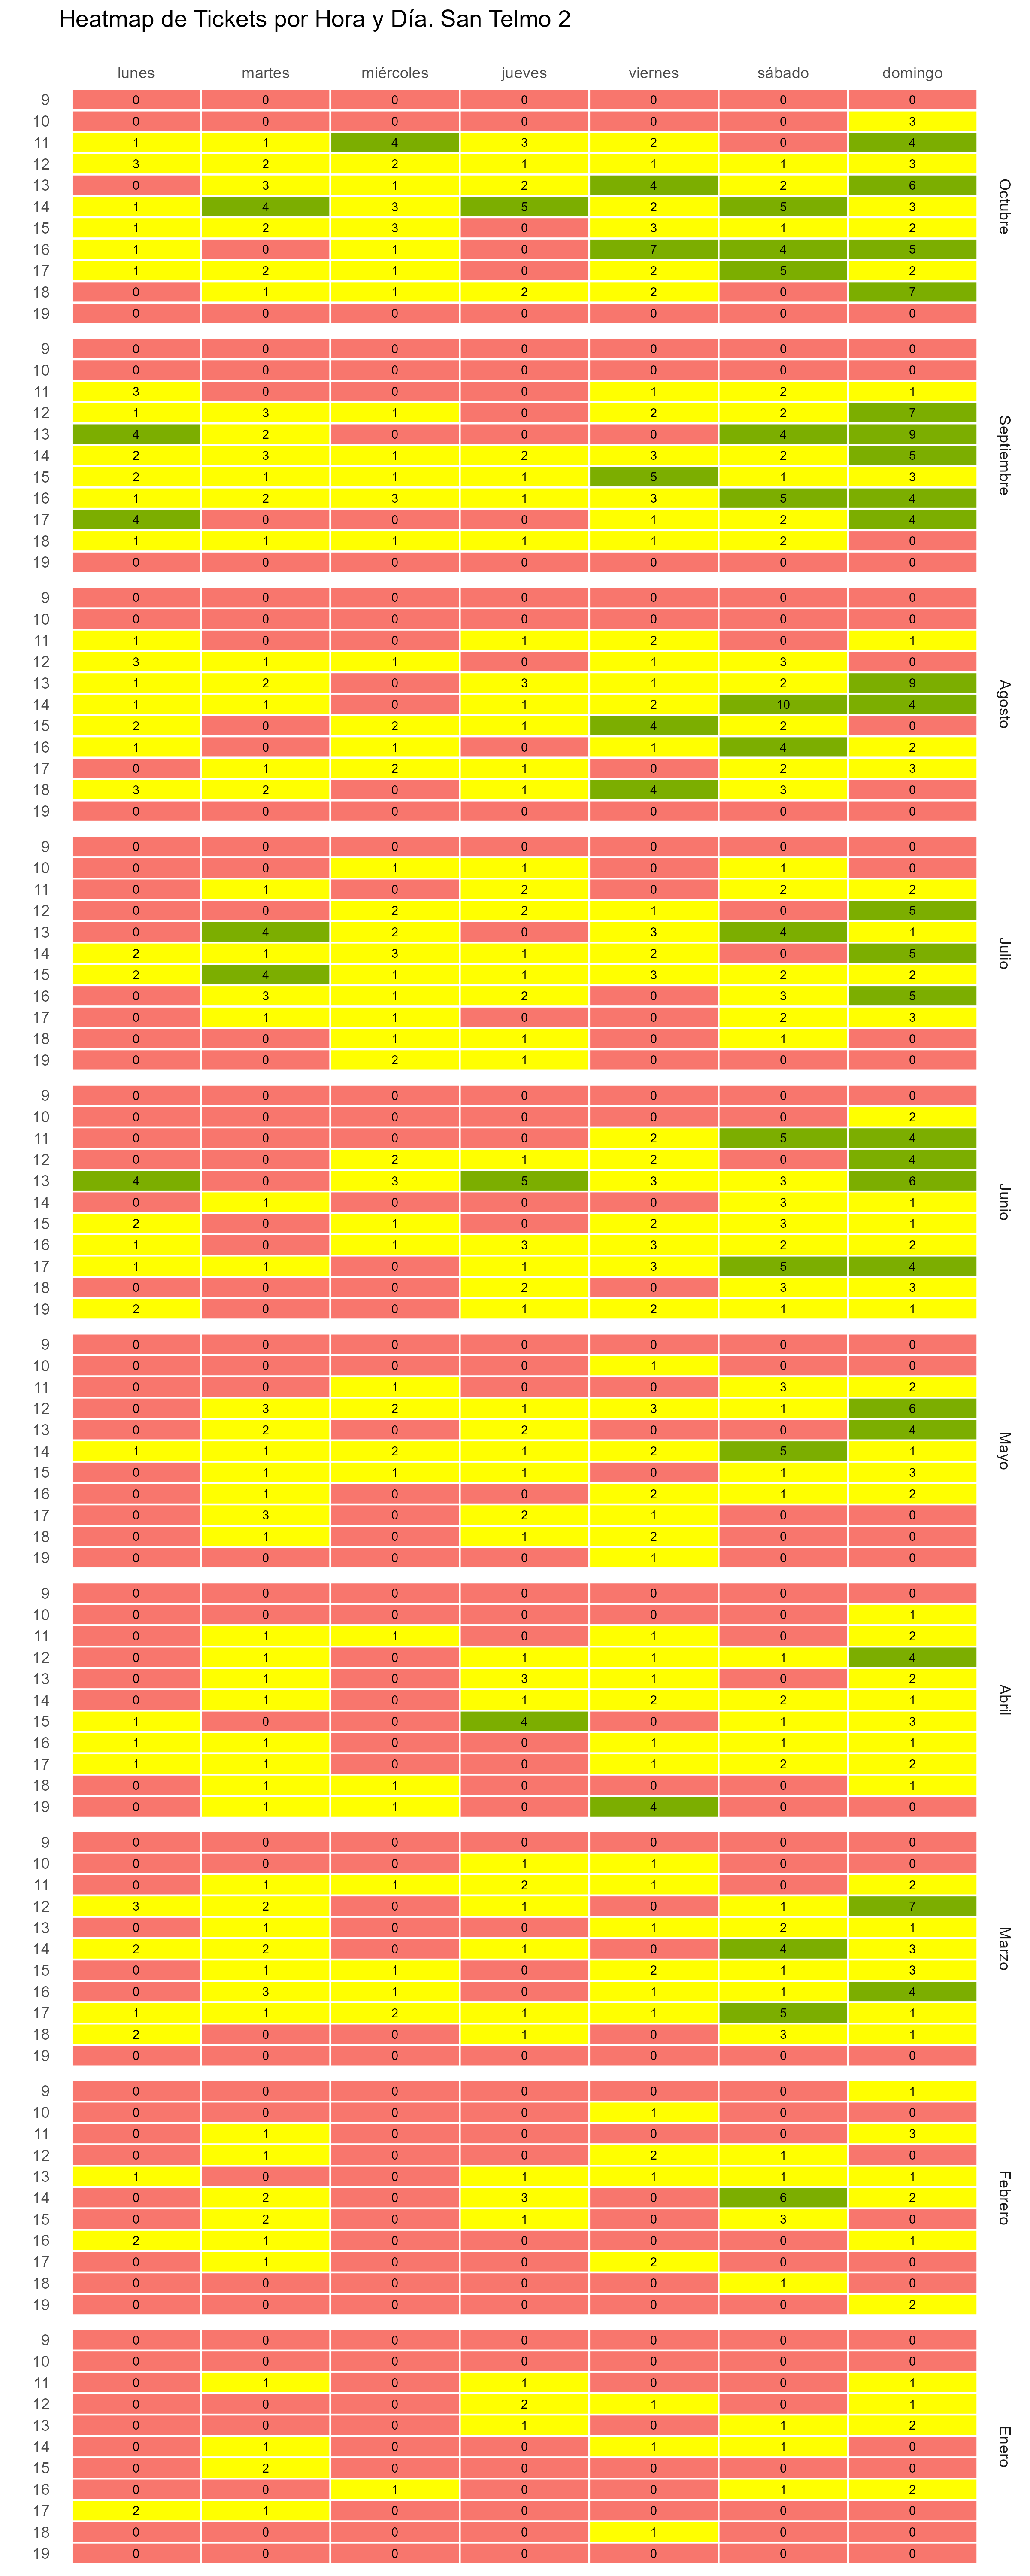 Heatmap de Tickets por Hora y Día. San Telmo 2
lunes martes miércoles jueves viernes sábado domingo
Octubre
9 0 0 0 0 0 0 0
10 0 0 0 0 0 0 3
11 1 1 4 3 2 0 4
12 3 2 2 1 1 1 3
13 0 3 1 2 4 2 6
14 1 4 3 5 2 5 3
15 1 2 3 0 3 1 2
16 1 0 1 0 7 4 5
17 1 2 1 0 2 5 2
18 0 1 1 2 2 0 7
19 0 0 0 0 0 0 0
Septiembre
9 0 0 0 0 0 0 0
10 0 0 0 0 0 0 0
11 3 0 0 0 1 2 1
12 1 3 1 0 2 2 7
13 4 2 0 0 0 4 9
14 2 3 1 2 3 2 5
15 2 1 1 1 5 1 3
16 1 2 3 1 3 5 4
17 4 0 0 0 1 2 4
18 1 1 1 1 1 2 0
19 0 0 0 0 0 0 0
Agosto
9 0 0 0 0 0 0 0
10 0 0 0 0 0 0 0
11 1 0 0 1 2 0 1
12 3 1 1 0 1 3 0
13 1 2 0 3 1 2 9
14 1 1 0 1 2 10 4
15 2 0 2 1 4 2 0
16 1 0 1 0 1 4 2
17 0 1 2 1 0 2 3
18 3 2 0 1 4 3 0
19 0 0 0 0 0 0 0
Julio
9 0 0 0 0 0 0 0
10 0 0 1 1 0 1 0
11 0 1 0 2 0 2 2
12 0 0 2 2 1 0 5
13 0 4 2 0 3 4 1
14 2 1 3 1 2 0 5
15 2 4 1 1 3 2 2
16 0 3 1 2 0 3 5
17 0 1 1 0 0 2 3
18 0 0 1 1 0 1 0
19 0 0 2 1 0 0 0
Junio
9 0 0 0 0 0 0 0
10 0 0 0 0 0 0 2
11 0 0 0 0 2 5 4
12 0 0 2 1 2 0 4
13 4 0 3 5 3 3 6
14 0 1 0 0 0 3 1
15 2 0 1 0 2 3 1
16 1 0 1 3 3 2 2
17 1 1 0 1 3 5 4
18 0 0 0 2 0 3 3
19 2 0 0 1 2 1 1
Mayo
9 0 0 0 0 0 0 0
10 0 0 0 0 1 0 0
11 0 0 1 0 0 3 2
12 0 3 2 1 3 1 6
13 0 2 0 2 0 0 4
14 1 1 2 1 2 5 1
15 0 1 1 1 0 1 3
16 0 1 0 0 2 1 2
17 0 3 0 2 1 0 0
18 0 1 0 1 2 0 0
19 0 0 0 0 1 0 0
Abril
9 0 0 0 0 0 0 0
10 0 0 0 0 0 0 1
11 0 1 1 0 1 0 2
12 0 1 0 1 1 1 4
13 0 1 0 3 1 0 2
14 0 1 0 1 2 2 1
15 1 0 0 4 0 1 3
16 1 1 0 0 1 1 1
17 1 1 0 0 1 2 2
18 0 1 1 0 0 0 1
19 0 1 1 0 4 0 0
Marzo
9 0 0 0 0 0 0 0
10 0 0 0 1 1 0 0
11 0 1 1 2 1 0 2
12 3 2 0 1 0 1 7
13 0 1 0 0 1 2 1
14 2 2 0 1 0 4 3
15 0 1 1 0 2 1 3
16 0 3 1 0 1 1 4
17 1 1 2 1 1 5 1
18 2 0 0 1 0 3 1
19 0 0 0 0 0 0 0
Febrero
9 0 0 0 0 0 0 1
10 0 0 0 0 1 0 0
11 0 1 0 0 0 0 3
12 0 1 0 0 2 1 0
13 1 0 0 1 1 1 1
14 0 2 0 3 0 6 2
15 0 2 0 1 0 3 0
16 2 1 0 0 0 0 1
17 0 1 0 0 2 0 0
18 0 0 0 0 0 1 0
19 0 0 0 0 0 0 2
Enero
9 0 0 0 0 0 0 0
10 0 0 0 0 0 0 0
11 0 1 0 1 0 0 1
12 0 0 0 2 1 0 1
13 0 0 0 1 0 1 2
14 0 1 0 0 1 1 0
15 0 2 0 0 0 0 0
16 0 0 1 0 0 1 2
17 2 1 0 0 0 0 0
18 0 0 0 0 1 0 0
19 0 0 0 0 0 0 0